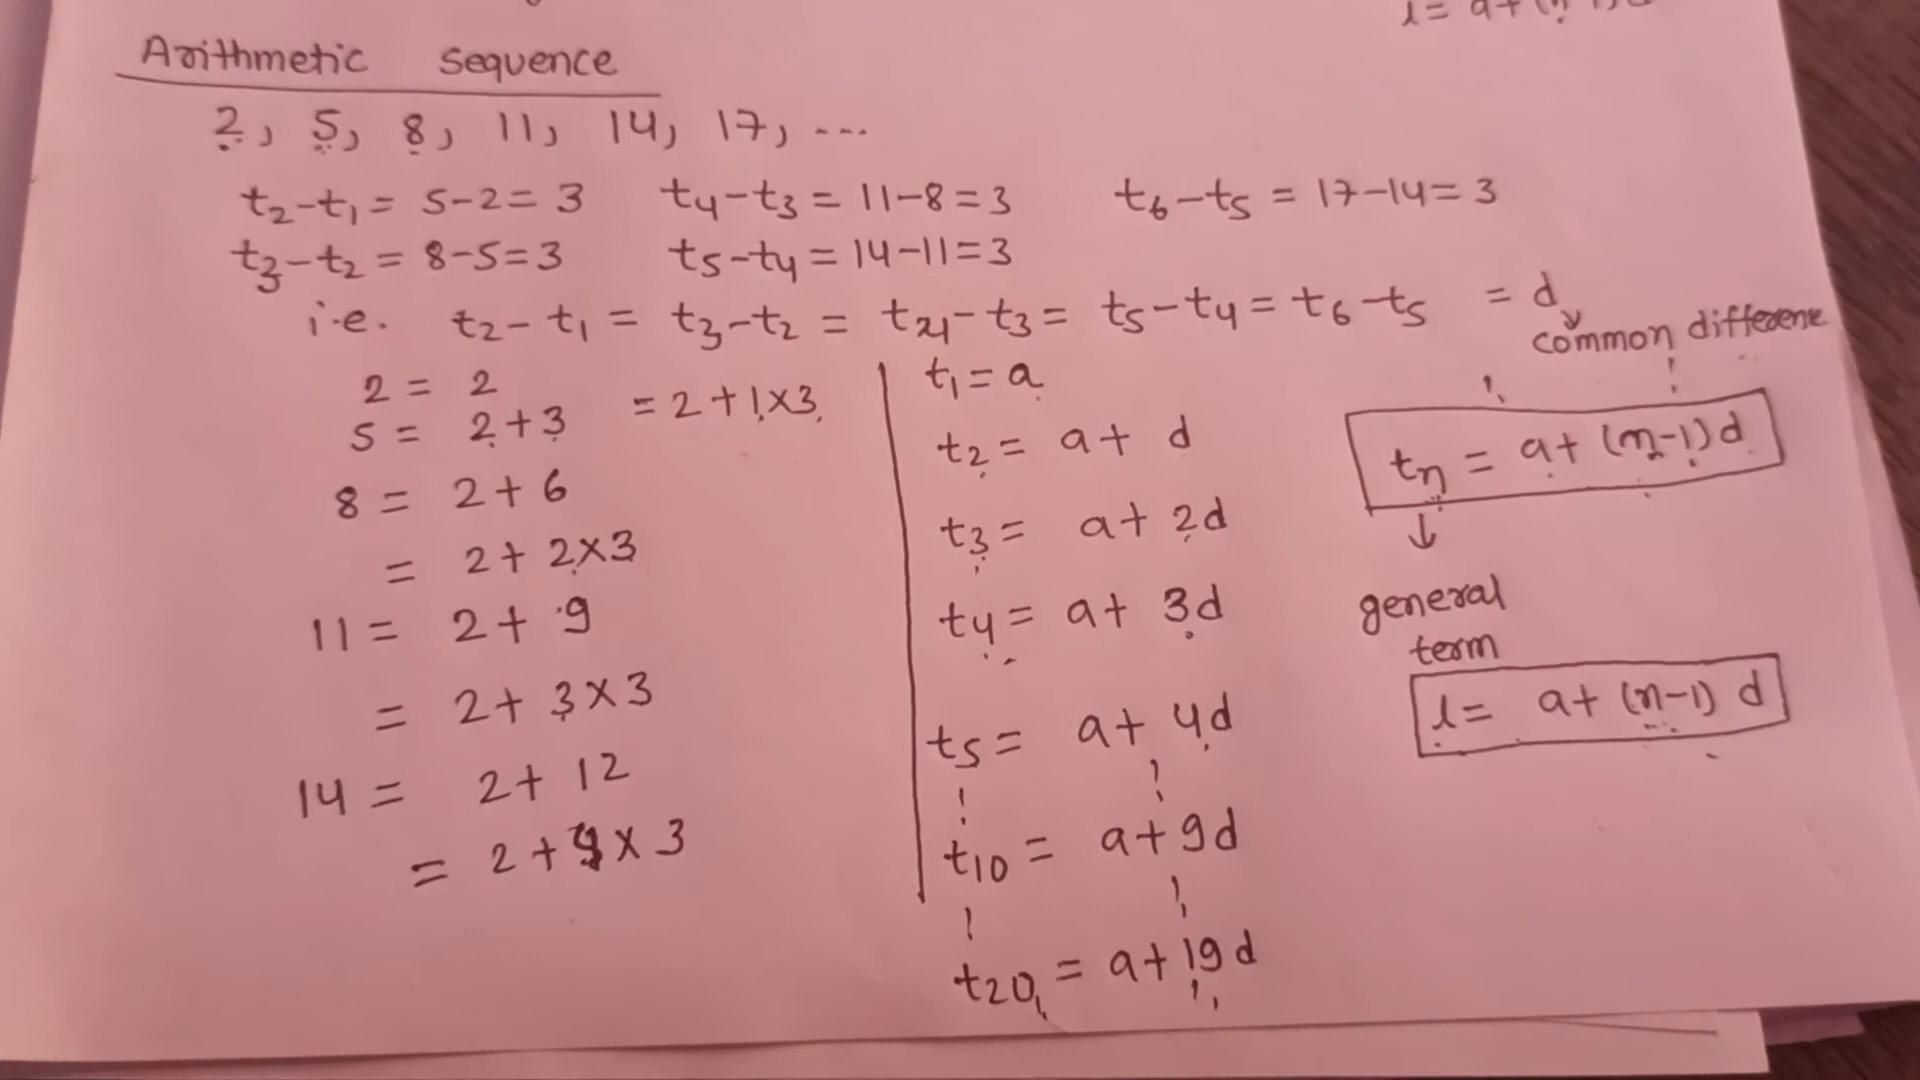 l = a + (n-1)d
Arithmetic sequence
2, 5, 8, 11, 14, 17, ---
t₂-t₁ = 5-2 = 3 t₄-t₃ = 11-8 = 3 t₆-t₅ = 17-14 = 3
t₃-t₂ = 8-5 = 3 t₅-t₄ = 14-11 = 3
i.e. t₂-t₁ = t₃-t₂ = t₄-t₃ = t₅-t₄ = t₆-t₅ = d
common differene
2 = 2
5 = 2+3 = 2+1×3
8 = 2+6
= 2+2×3
11 = 2+9
= 2+3×3
14 = 2+12
= 2+4×3
t₁ = a
t₂ = a+ d
t₃ = a+ 2d
t₄ = a+ 3d
t₅ = a+ 4d
t₁₀ = a+9d
t₂₀ = a+19d
tₙ = a+ (n-1)d
↓
general
term
l = a+ (n-1) d